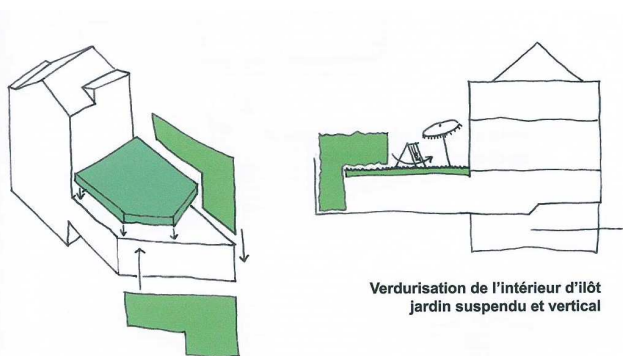 Verdurisation de l'intérieur d'ilôt
jardin suspendu et vertical